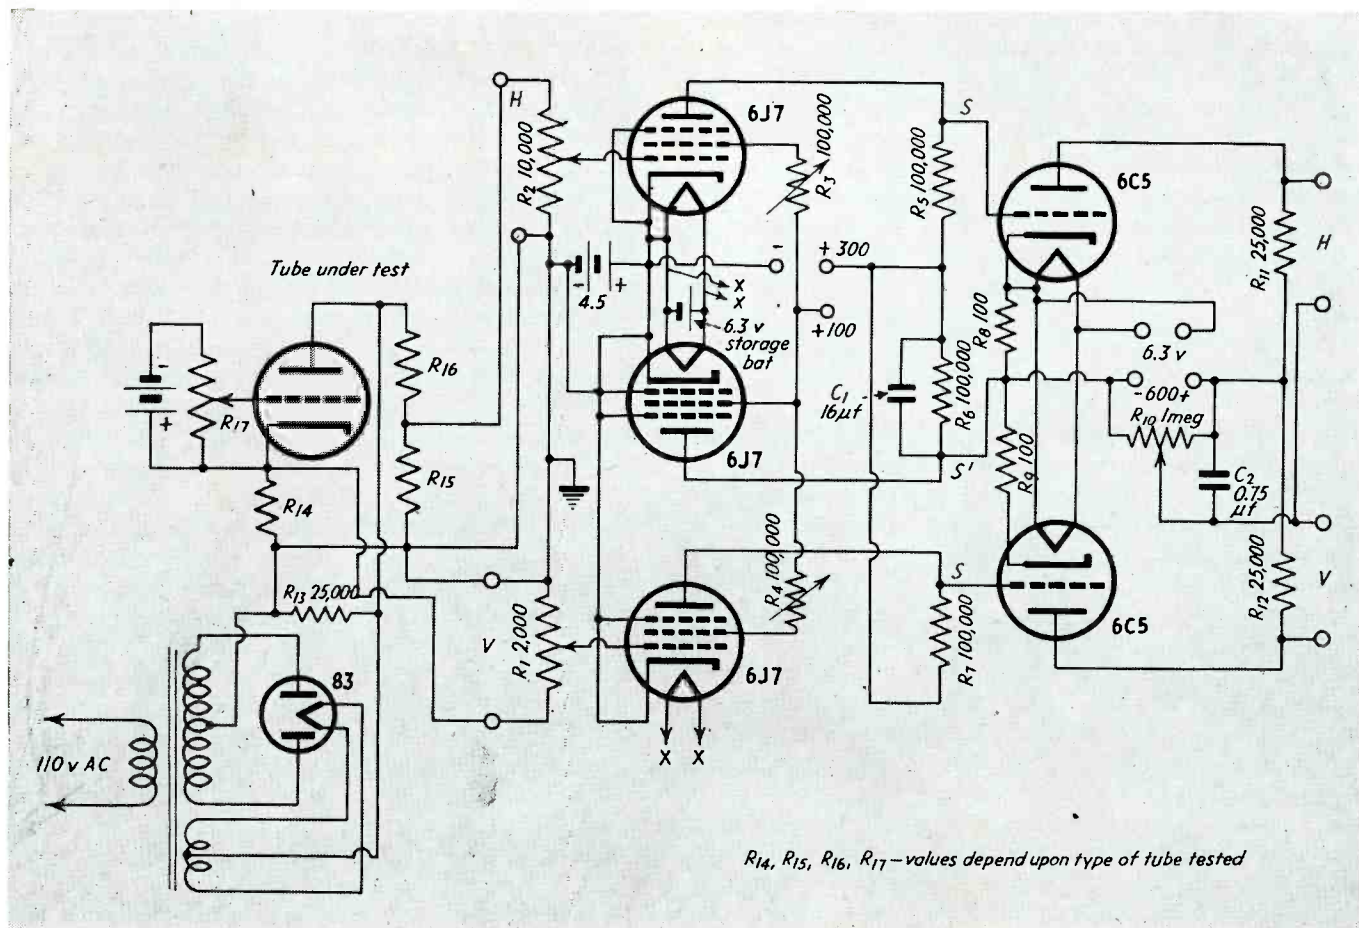 H
R2 10,000
6J7
R3 100,000
S
R5 100,000
6C5
R11 25,000
H
Tube under test
-
+ 300
- +
4.5
X
X
+100
6.3 v
storage
bat
R8 100
6.3 v
-
R16
C1
16μf
R6 100,000
-600+
R10 1 meg
+
R17
6J7
S'
R9 100
C2
0.75
μf
R15
R14
R4 100,000
S
R13 25,000
V
R1 2,000
6J7
R7 100,000
6C5
R12 25,000
V
83
110 v AC
X X
R14, R15, R16, R17—values depend upon type of tube tested